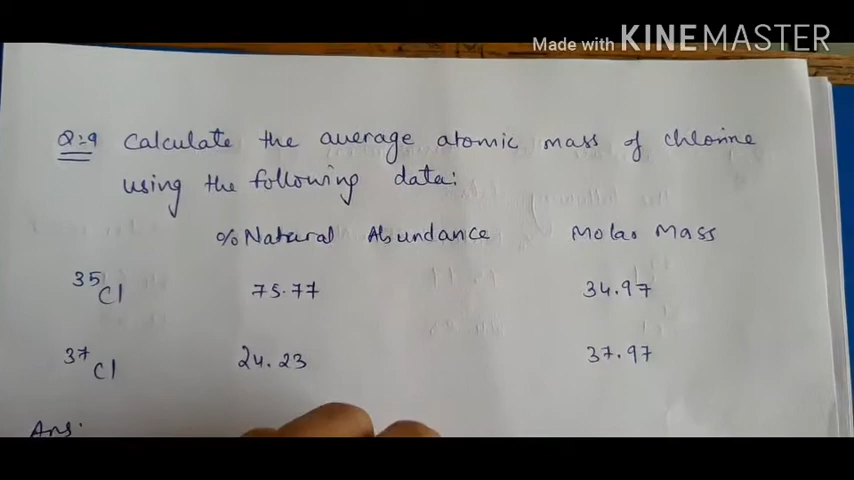 Made with KINEMASTER
Q:9 Calculate the average atomic mass of chlorine
using the following data:
% Natural Abundance Molar Mass
35Cl 75.77 34.97
37Cl 24.23 37.97
Ans.